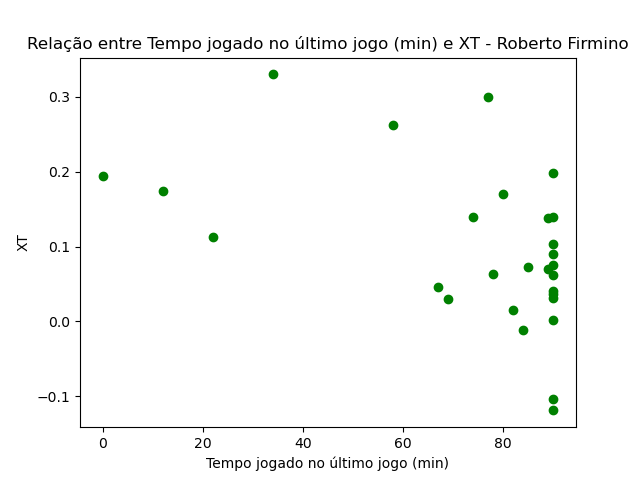 Relação entre Tempo jogado no último jogo (min) e XT - Roberto Firmino
0.3
0.2
0.1
0.0
−0.1
XT
0 20 40 60 80
Tempo jogado no último jogo (min)